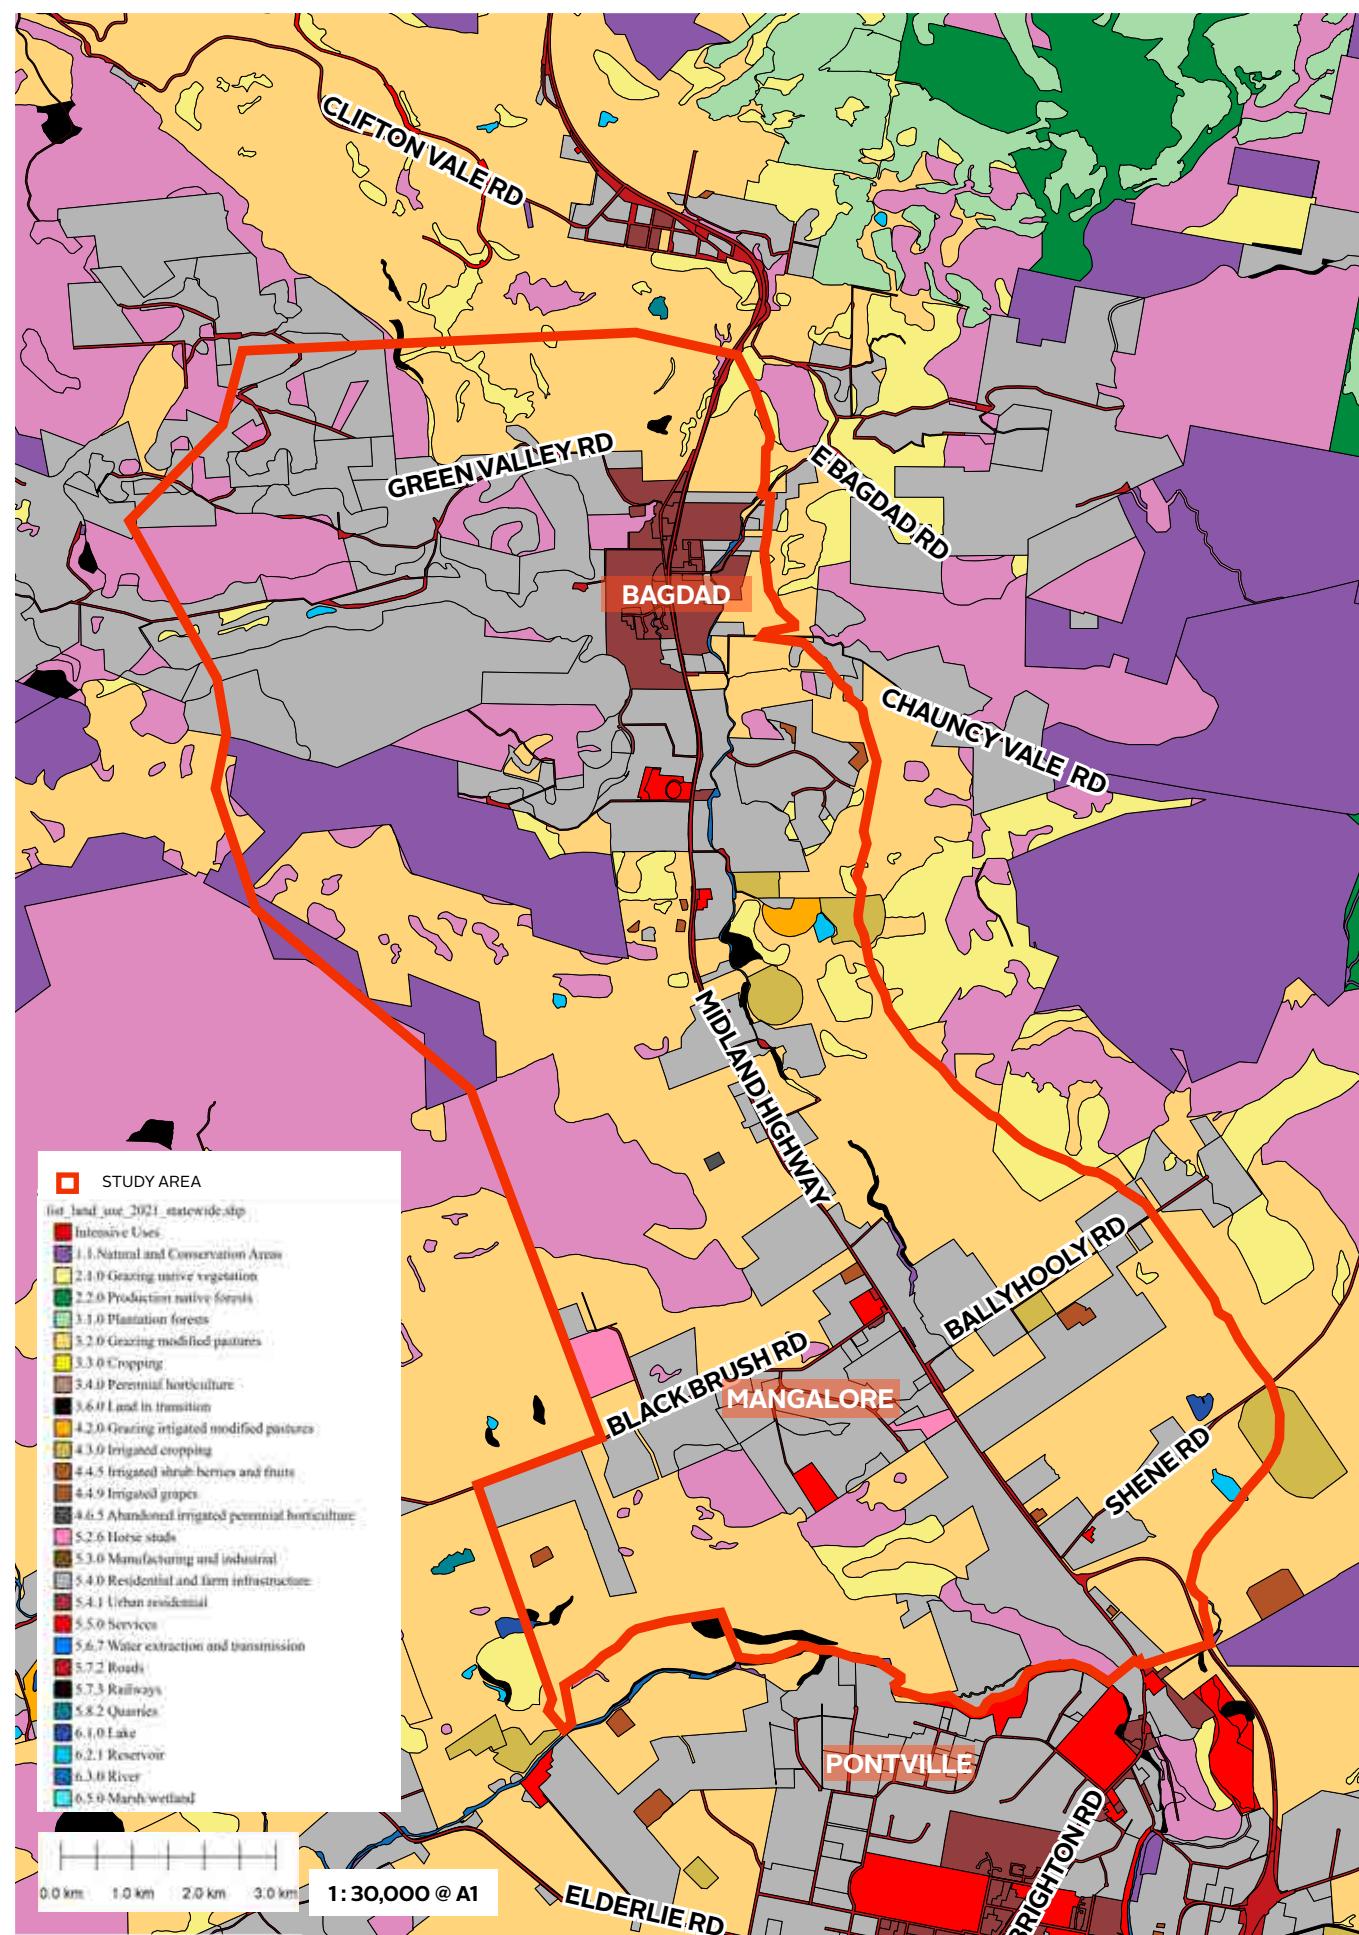 CLIFTON VALE RD
GREEN VALLEY RD
E BAGDAD RD
BAGDAD
CHAUNCY VALE RD
MIDLAND HIGHWAY
BALLYHOOLY RD
BLACK BRUSH RD
MANGALORE
SHENE RD
PONTVILLE
BRIGHTON RD
ELDERLIE RD
STUDY AREA
list_land_use_2021_statewide.shp
Intensive Uses
1.1.Natural and Conservation Areas
2.1.0 Grazing native vegetation
2.2.0 Production native forests
3.1.0 Plantation forests
3.2.0 Grazing modified pastures
3.3.0 Cropping
3.4.0 Perennial horticulture
3.6.0 Land in transition
4.2.0 Grazing irrigated modified pastures
4.3.0 Irrigated cropping
4.4.5 Irrigated shrub berries and fruits
4.4.9 Irrigated grapes
4.6.5 Abandoned irrigated perennial horticulture
5.2.6 Horse studs
5.3.0 Manufacturing and industrial
5.4.0 Residential and farm infrastructure
5.4.1 Urban residential
5.5.0 Services
5.6.7 Water extraction and transmission
5.7.2 Roads
5.7.3 Railways
5.8.2 Quarries
6.1.0 Lake
6.2.1 Reservoir
6.3.0 River
6.5.0 Marsh/wetland
0.0 km 1.0 km 2.0 km 3.0 km
1 : 30,000 @ A1